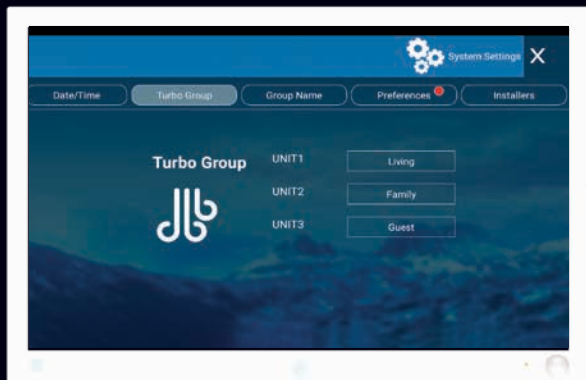 System Settings X
Date/Time Turbo Group Group Name Preferences Installers
Turbo Group UNIT1 Living
UNIT2 Family
UNIT3 Guest